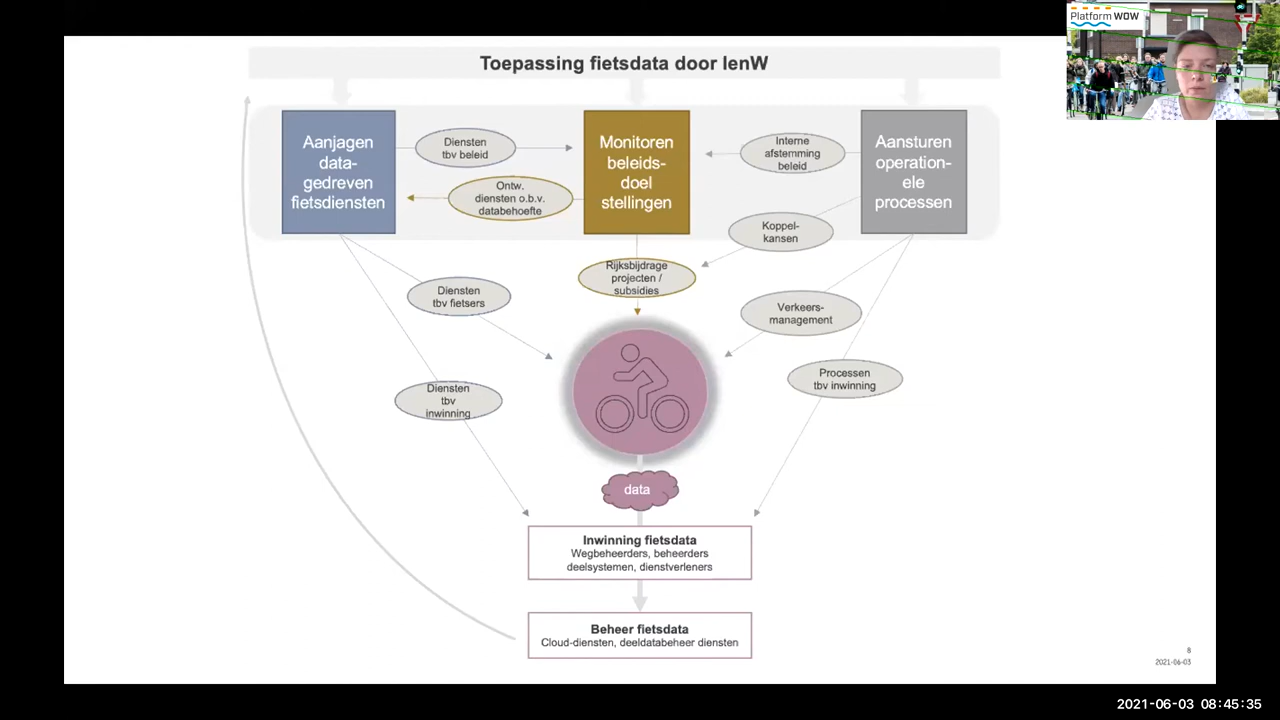 Platform WOW
Toepassing fietsdata door IenW
Aanjagen
data-
gedreven
fietsdiensten
Diensten
tbv beleid
Ontw.
diensten o.b.v.
databehoefte
Monitoren
beleids-
doel
stellingen
Interne
afstemming
beleid
Aansturen
operation-
ele
processen
Koppel-
kansen
Rijksbijdrage
projecten /
subsidies
Diensten
tbv fietsers
Verkeers-
management
Diensten
tbv
inwinning
Processen
tbv inwinning
data
Inwinning fietsdata
Wegbeheerders, beheerders
deelsystemen, dienstverleners
Beheer fietsdata
Cloud-diensten, deeldatabeheer diensten
8
2021-06-03
2021-06-03 08:45:35